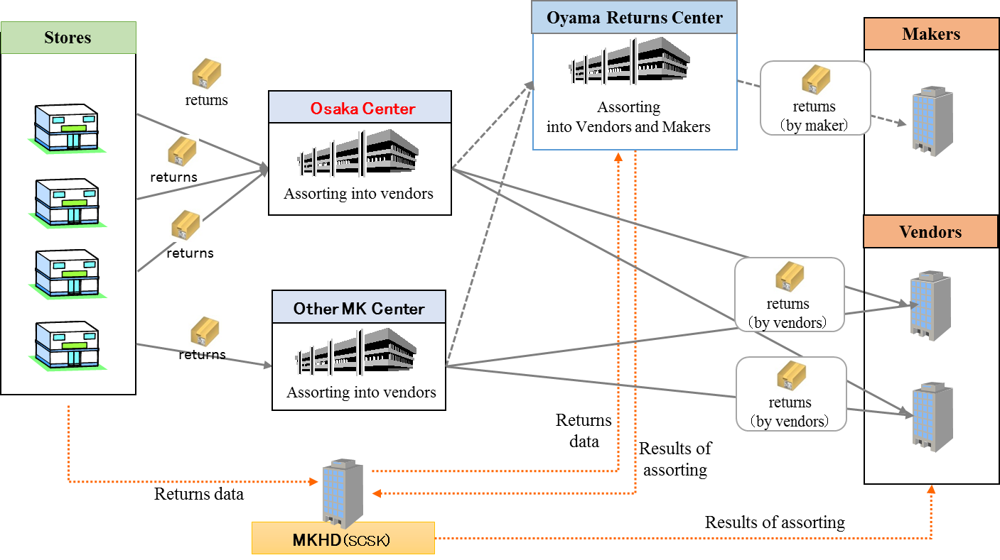 Stores
returns
returns
returns
returns
Osaka Center
Assorting into vendors
Other MK Center
Assorting into vendors
Oyama Returns Center
Assorting
into Vendors and Makers
Makers
returns
(by maker)
Vendors
returns
(by vendors)
returns
(by vendors)
Returns
data
Results of
assorting
Returns data
Results of assorting
MKHD(SCSK)